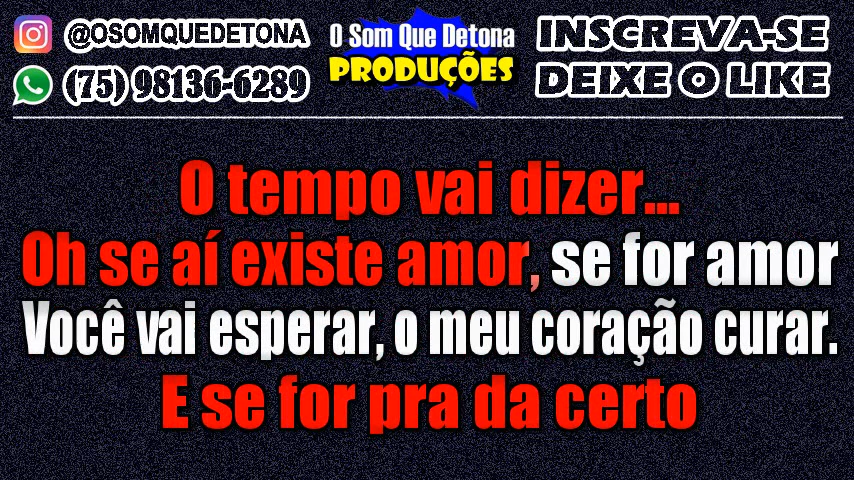 @OSOMQUEDETONA
(75) 98136-6289
O Som Que Detona
PRODUÇÕES
INSCREVA-SE
DEIXE O LIKE
O tempo vai dizer...
Oh se aí existe amor, se for amor
Você vai esperar, o meu coração curar.
E se for pra da certo